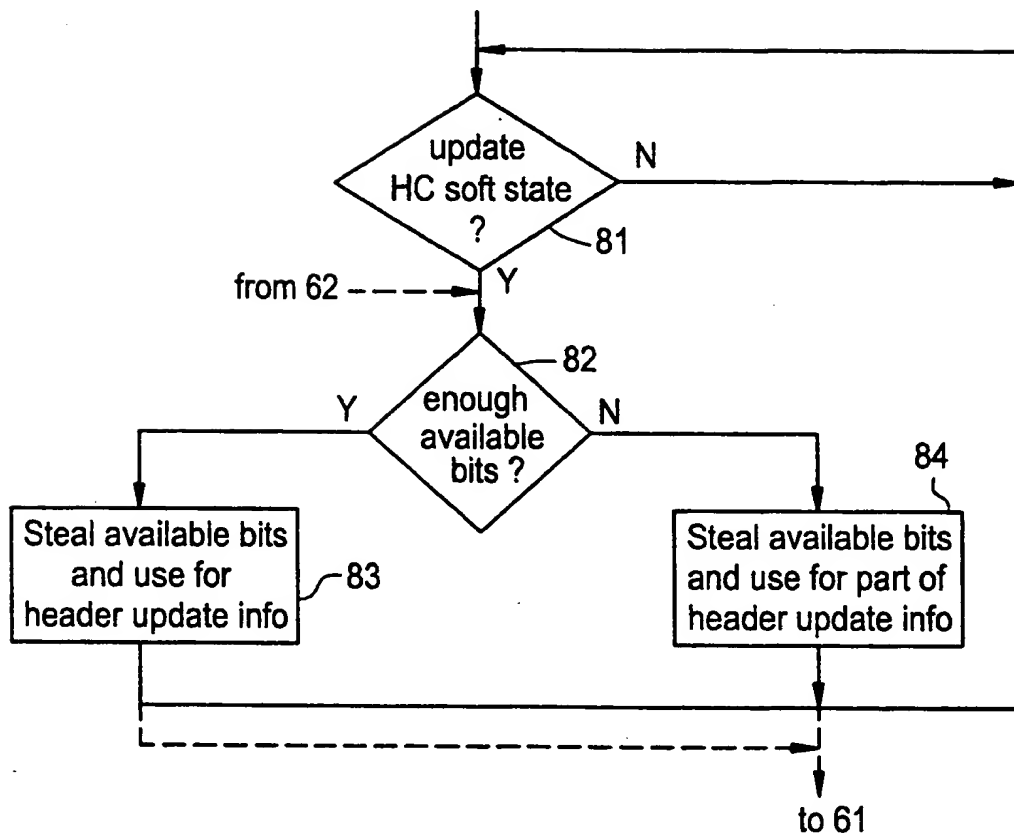 update
HC soft state
?
N
81
Y
from 62
82
enough
available
bits ?
Y
N
84
Steal available bits
and use for
header update info
83
Steal available bits
and use for part of
header update info
to 61